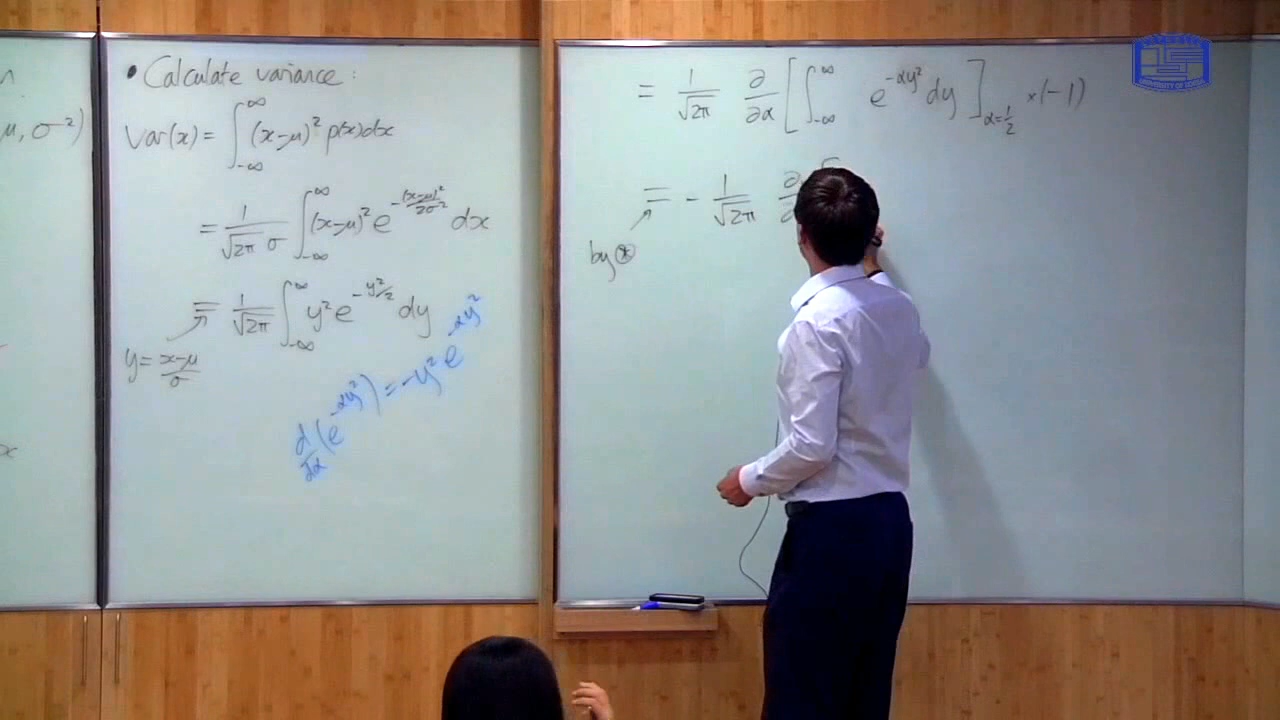 μ, σ²)
• Calculate variance:
Var(x) = ∫_{-∞}^{∞} (x-μ)² p(x)dx
= 1/(√2π σ) ∫_{-∞}^{∞} (x-μ)² e^{-(x-μ)²/2σ²} dx
= 1/√2π ∫_{-∞}^{∞} y² e^{-y²/2} dy
y = (x-μ)/σ
d/dα (e^{-αy²}) = -y² e^{-αy²}
= 1/√2π ∂/∂α [∫_{-∞}^{∞} e^{-αy²} dy]_{α=1/2} × (-1)
= - 1/√2π
by ⊛